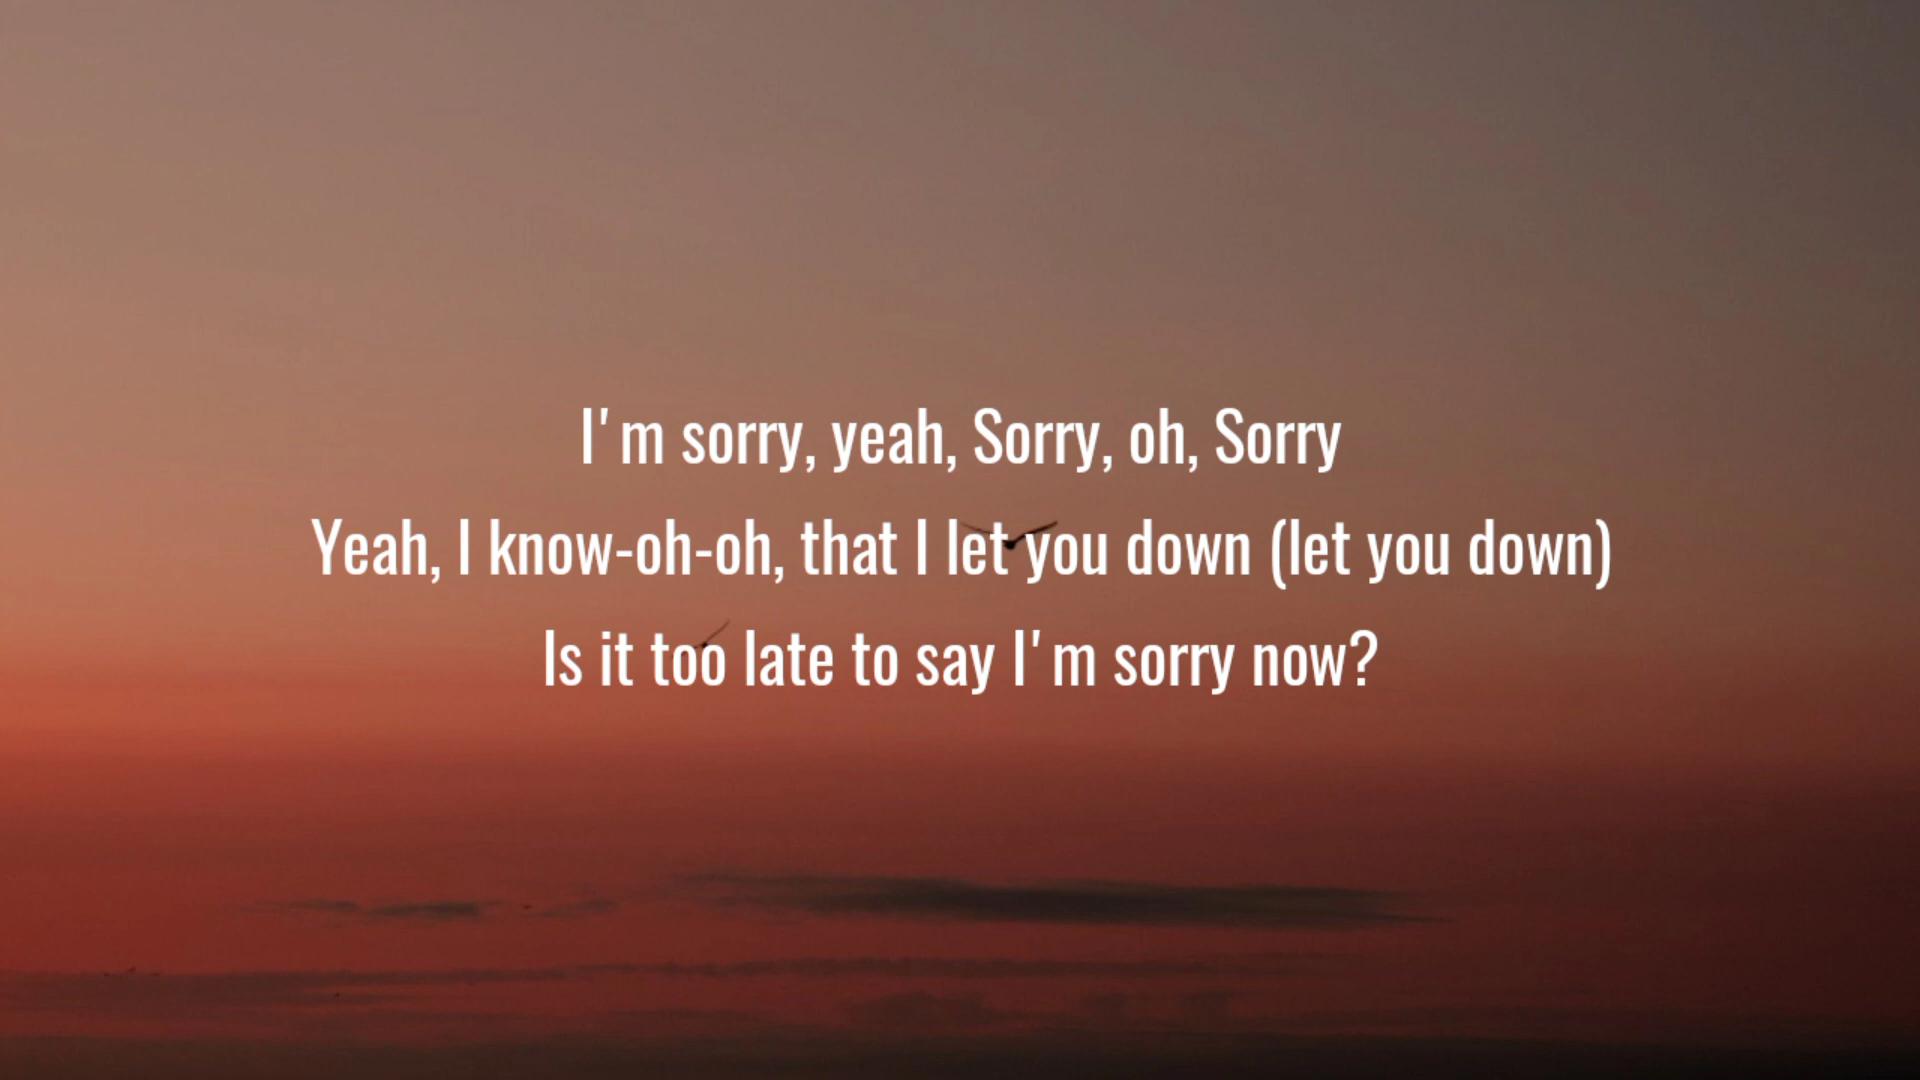 I'm sorry, yeah, Sorry, oh, Sorry
Yeah, I know-oh-oh, that I let you down (let you down)
Is it too late to say I'm sorry now?